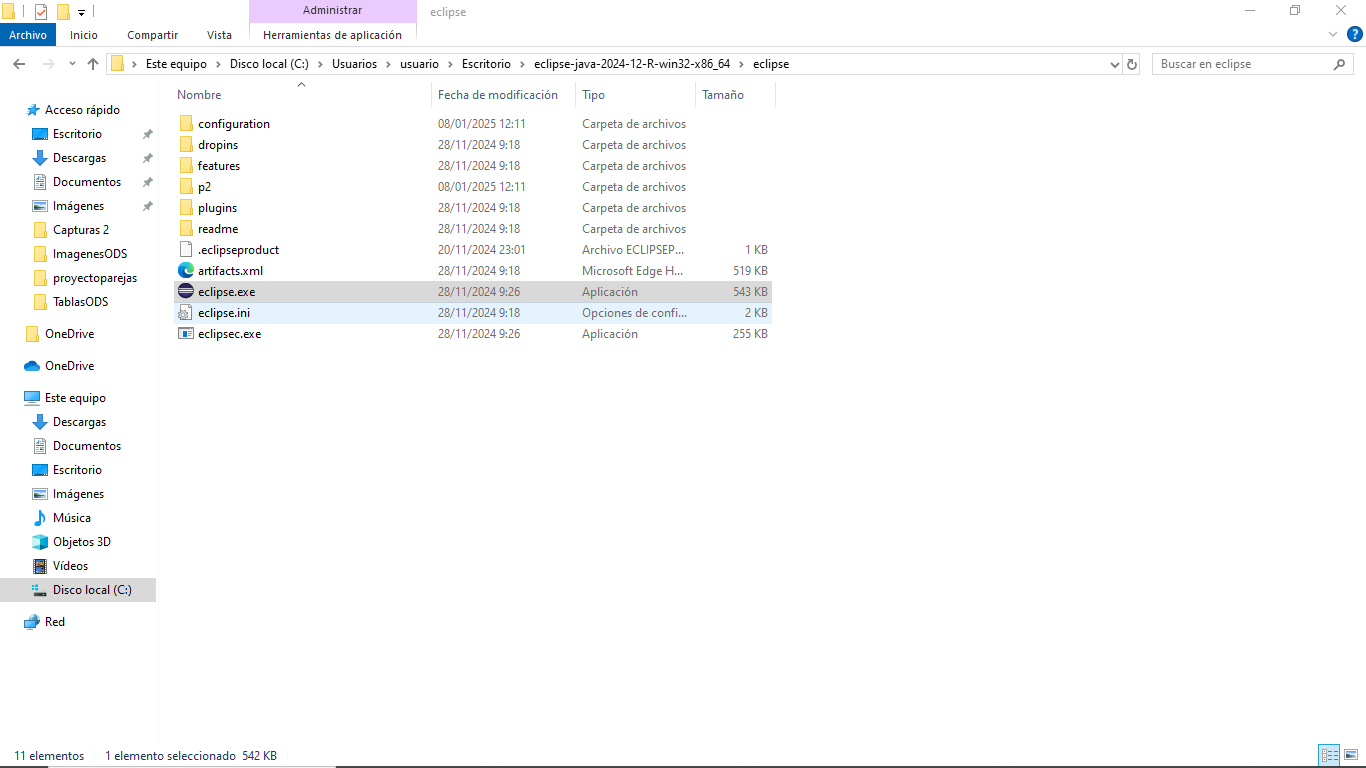 Administrar
eclipse
Archivo Inicio Compartir Vista Herramientas de aplicación
Este equipo Disco local (C:) Usuarios usuario Escritorio eclipse-java-2024-12-R-win32-x86_64 eclipse
Buscar en eclipse
Acceso rápido
Escritorio
Descargas
Documentos
Imágenes
Capturas 2
ImagenesODS
proyectoparejas
TablasODS
OneDrive
OneDrive
Este equipo
Descargas
Documentos
Escritorio
Imágenes
Música
Objetos 3D
Vídeos
Disco local (C:)
Red
Nombre Fecha de modificación Tipo Tamaño
configuration 08/01/2025 12:11 Carpeta de archivos
dropins 28/11/2024 9:18 Carpeta de archivos
features 28/11/2024 9:18 Carpeta de archivos
p2 08/01/2025 12:11 Carpeta de archivos
plugins 28/11/2024 9:18 Carpeta de archivos
readme 28/11/2024 9:18 Carpeta de archivos
.eclipseproduct 20/11/2024 23:01 Archivo ECLIPSEP... 1 KB
artifacts.xml 28/11/2024 9:18 Microsoft Edge H... 519 KB
eclipse.exe 28/11/2024 9:26 Aplicación 543 KB
eclipse.ini 28/11/2024 9:18 Opciones de confi... 2 KB
eclipsec.exe 28/11/2024 9:26 Aplicación 255 KB
11 elementos 1 elemento seleccionado 542 KB